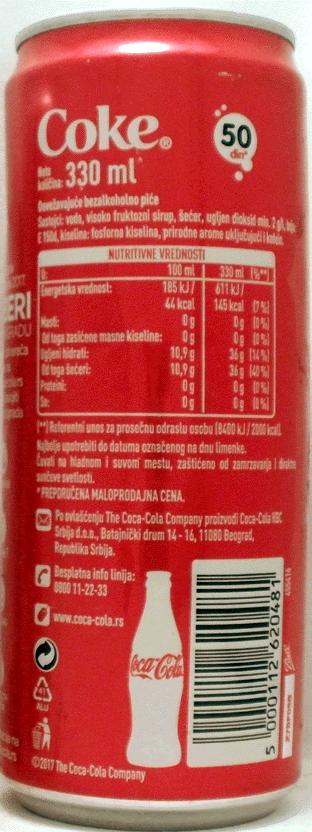 Coke®
50
din*
Neto
količina: 330 ml
Osvežavajuće bezalkoholno piće
Sastojci: voda, visoko fruktozni sirup, šećer, ugljen dioksid min. 2 g/l, boja:
E 150d, kiselina: fosforna kiselina, prirodne arome uključujući i kofein.
NUTRITIVNE VREDNOSTI
U: 100 ml 330 ml (%**)
Energetska vrednost: 185 kJ / 611 kJ /
44 kcal 145 kcal (7%)
Masti: 0 g 0g (0%)
Od toga zasićene masne kiseline: 0 g 0g (0%)
Ugljeni hidrati: 10,9 g 36g (14%)
Od toga šećeri: 10,9 g 36g (40%)
Proteini: 0 g 0g (0%)
So: 0 g 0g (0%)
(**) Referentni unos za prosečnu odraslu osobu (8400 kJ / 2000 kcal).
Najbolje upotrebiti do datuma označenog na dnu limenke.
Čuvati na hladnom i suvom mestu, zaštićeno od zamrzavanja i direktne
sunčeve svetlosti.
* PREPORUČENA MALOPRODAJNA CENA.
Po ovlašćenju The Coca-Cola Company proizvodi Coca-Cola HBC
Srbija d.o.o., Batajnički drum 14 - 16, 11080 Beograd,
Republika Srbija.
Besplatna info linija:
0800 11-22-33
www.coca-cola.rs
Coca-Cola
ALU
5 000112 620481
©2017 The Coca-Cola Company